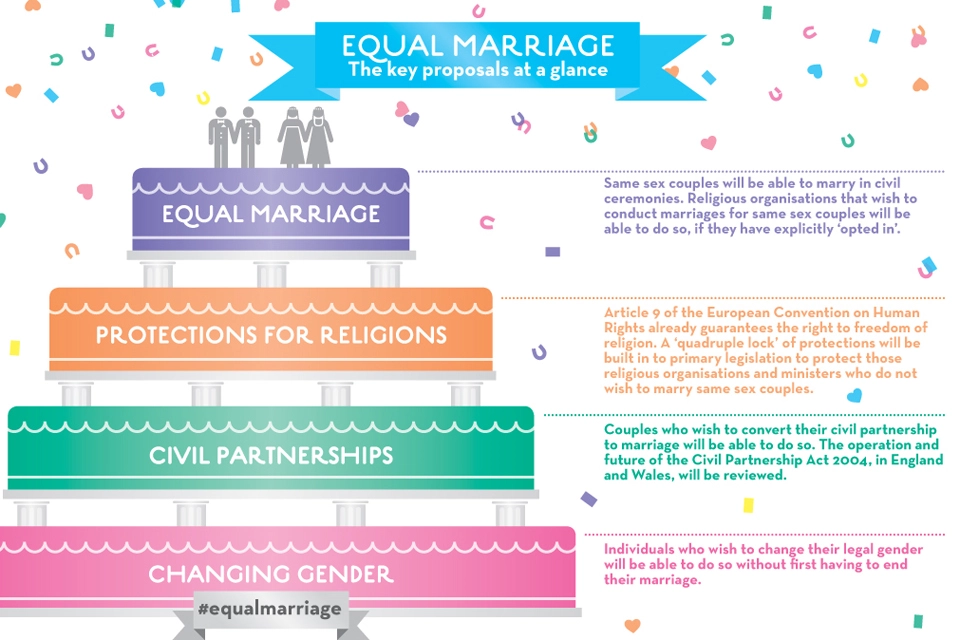 EQUAL MARRIAGE
The key proposals at a glance
EQUAL MARRIAGE
Same sex couples will be able to marry in civil
ceremonies. Religious organisations that wish to
conduct marriages for same sex couples will be
able to do so, if they have explicitly ‘opted in’.
PROTECTIONS FOR RELIGIONS
Article 9 of the European Convention on Human
Rights already guarantees the right to freedom of
religion. A ‘quadruple lock’ of protections will be
built in to primary legislation to protect those
religious organisations and ministers who do not
wish to marry same sex couples.
CIVIL PARTNERSHIPS
Couples who wish to convert their civil partnership
to marriage will be able to do so. The operation and
future of the Civil Partnership Act 2004, in England
and Wales, will be reviewed.
CHANGING GENDER
Individuals who wish to change their legal gender
will be able to do so without first having to end
their marriage.
#equalmarriage